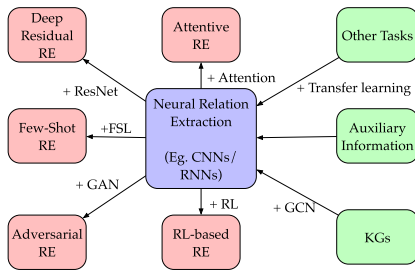 Deep
Residual
RE
Attentive
RE
Other Tasks
+ ResNet
+ Attention
+ Transfer learning
Neural Relation
Extraction
(Eg. CNNs/
RNNs)
Few-Shot
RE
+FSL
Auxiliary
Information
+ GAN
+ RL
+ GCN
Adversarial
RE
RL-based
RE
KGs